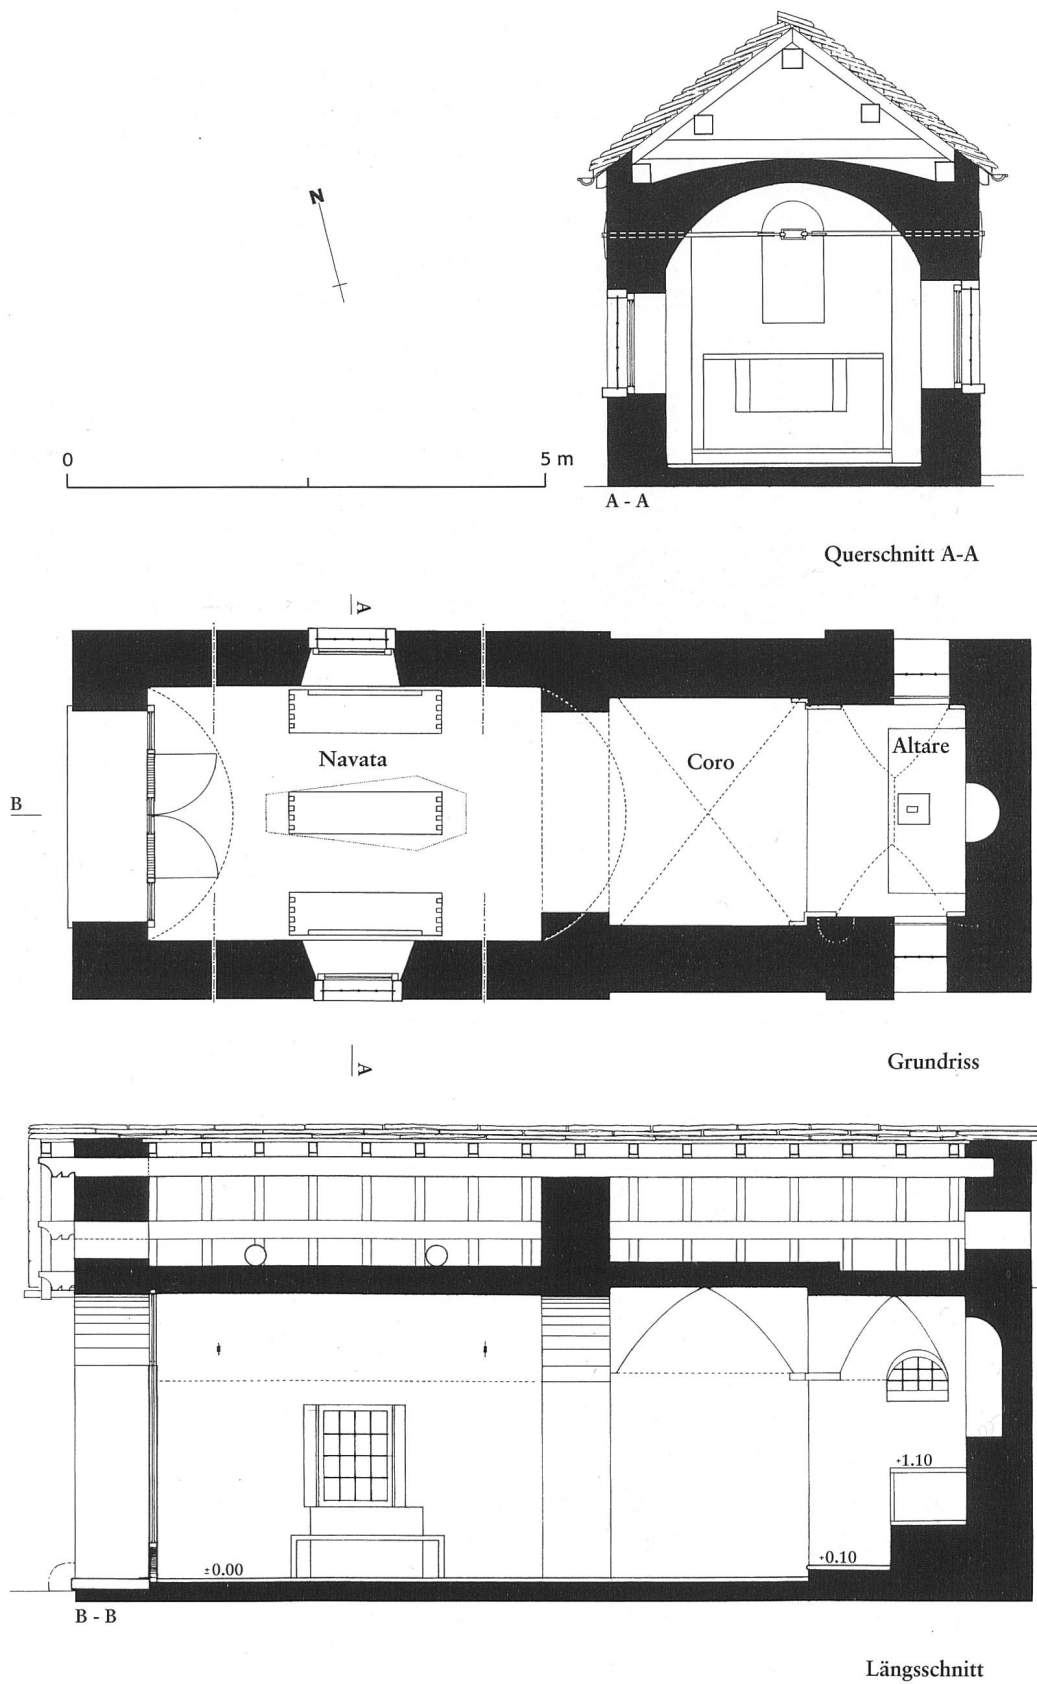 N
0 5 m
A - A
Querschnitt A-A
A
Navata
Coro
Altare
B
A
Grundriss
+1.10
+0.10
±0.00
B - B
Längsschnitt